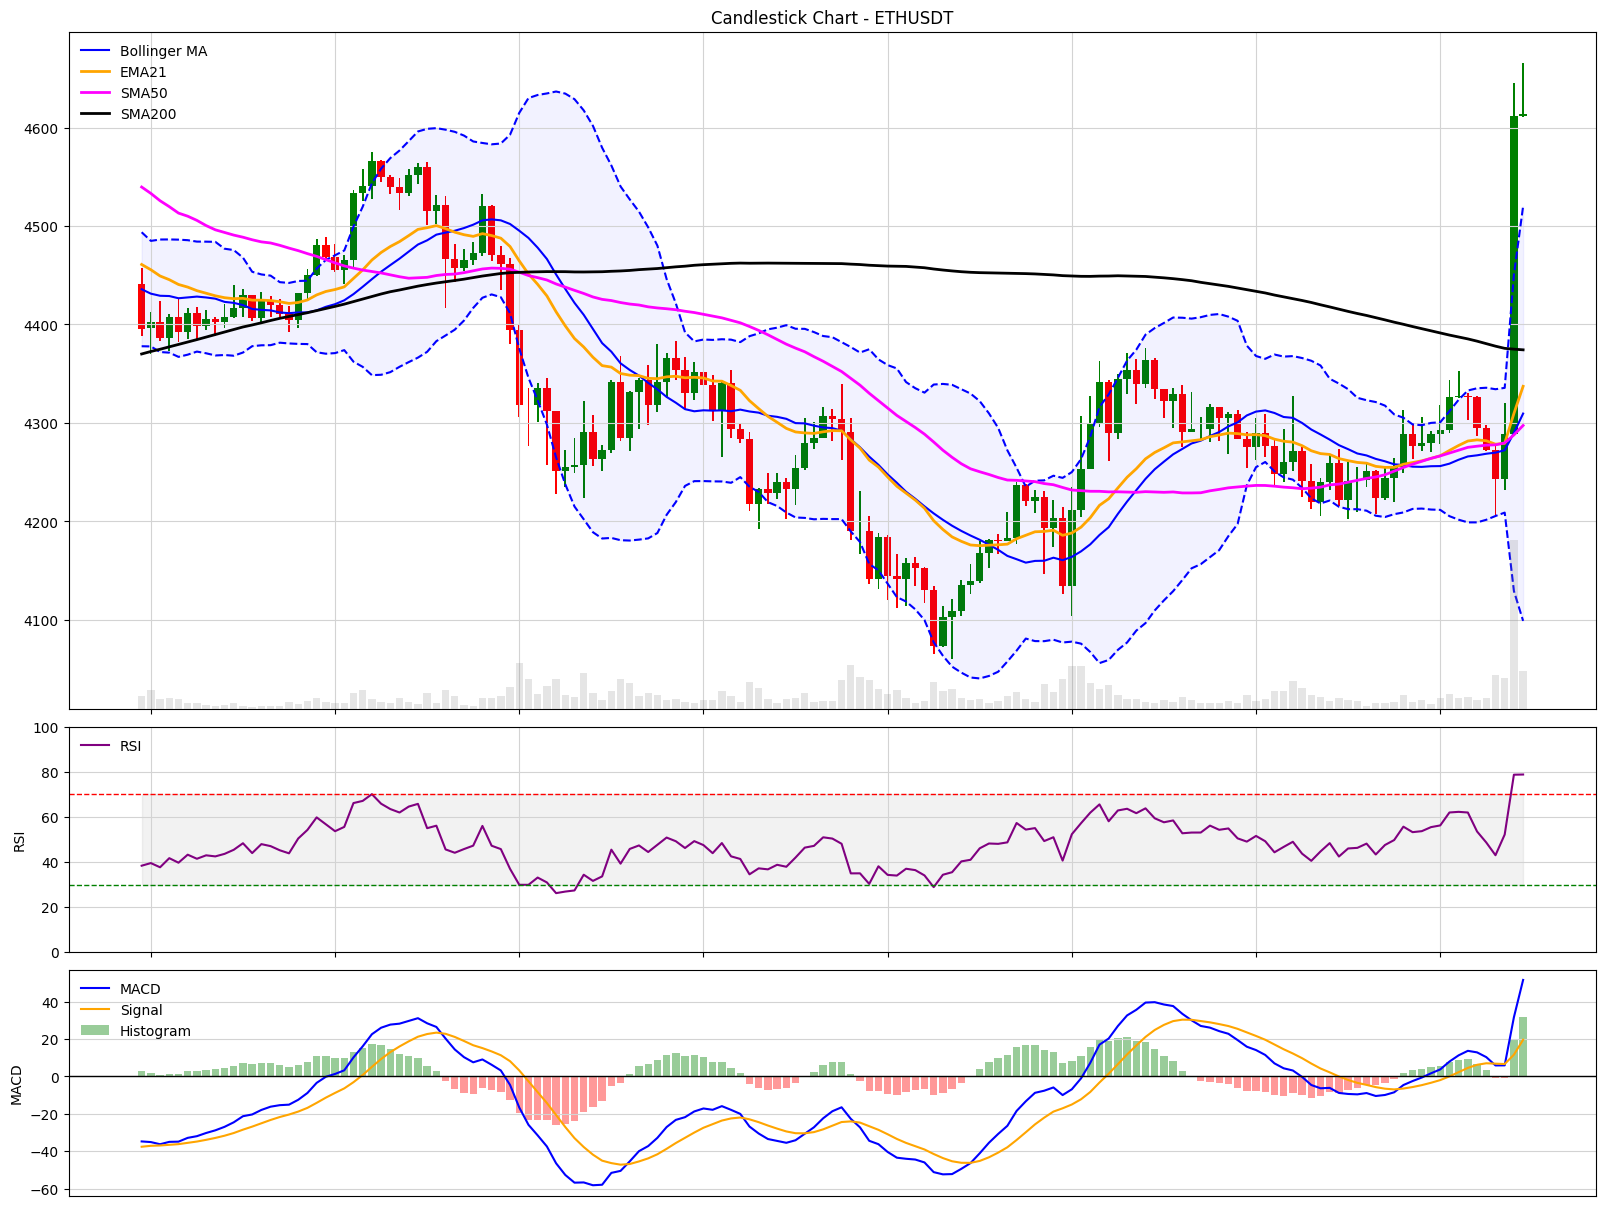 Candlestick Chart - ETHUSDT
Bollinger MA
EMA21
SMA50
SMA200
4600
4500
4400
4300
4200
4100
RSI
100
80
60
40
20
0
RSI
MACD
Signal
Histogram
40
20
0
−20
−40
−60
MACD